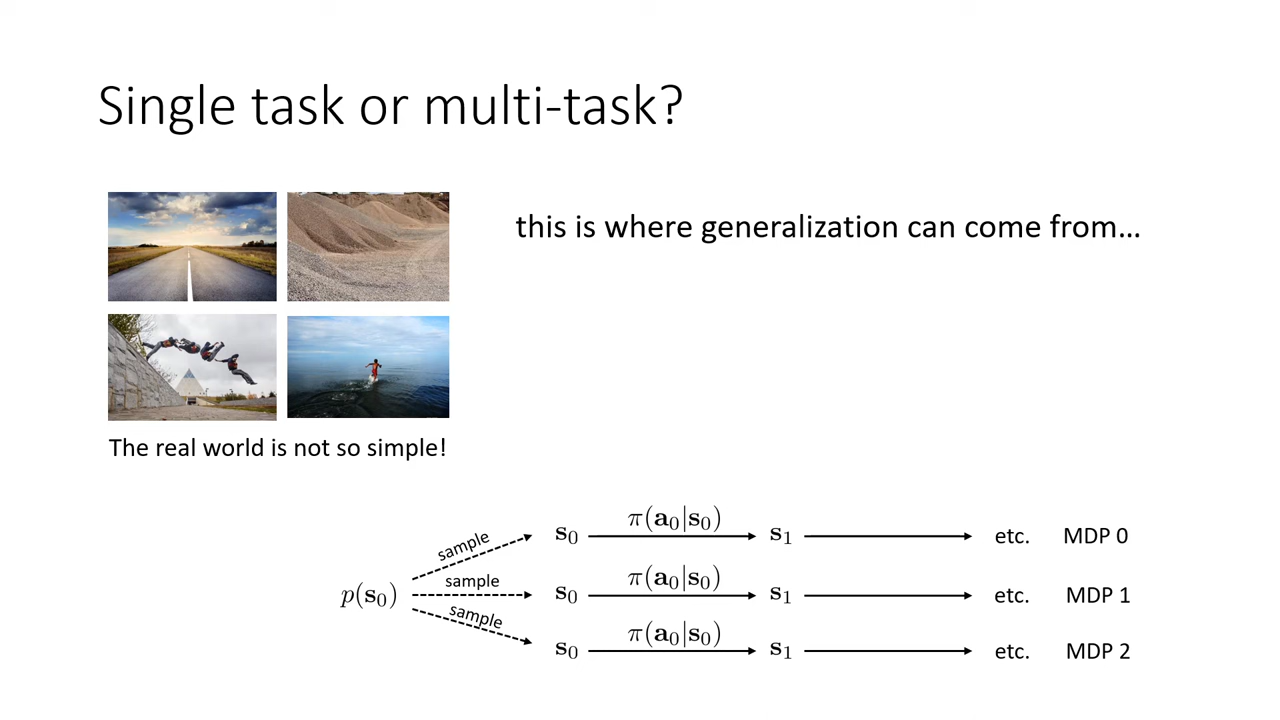 Single task or multi-task?
this is where generalization can come from...
The real world is not so simple!
p(s₀)
sample
sample
sample
s₀ π(a₀|s₀) s₁ etc. MDP 0
s₀ π(a₀|s₀) s₁ etc. MDP 1
s₀ π(a₀|s₀) s₁ etc. MDP 2